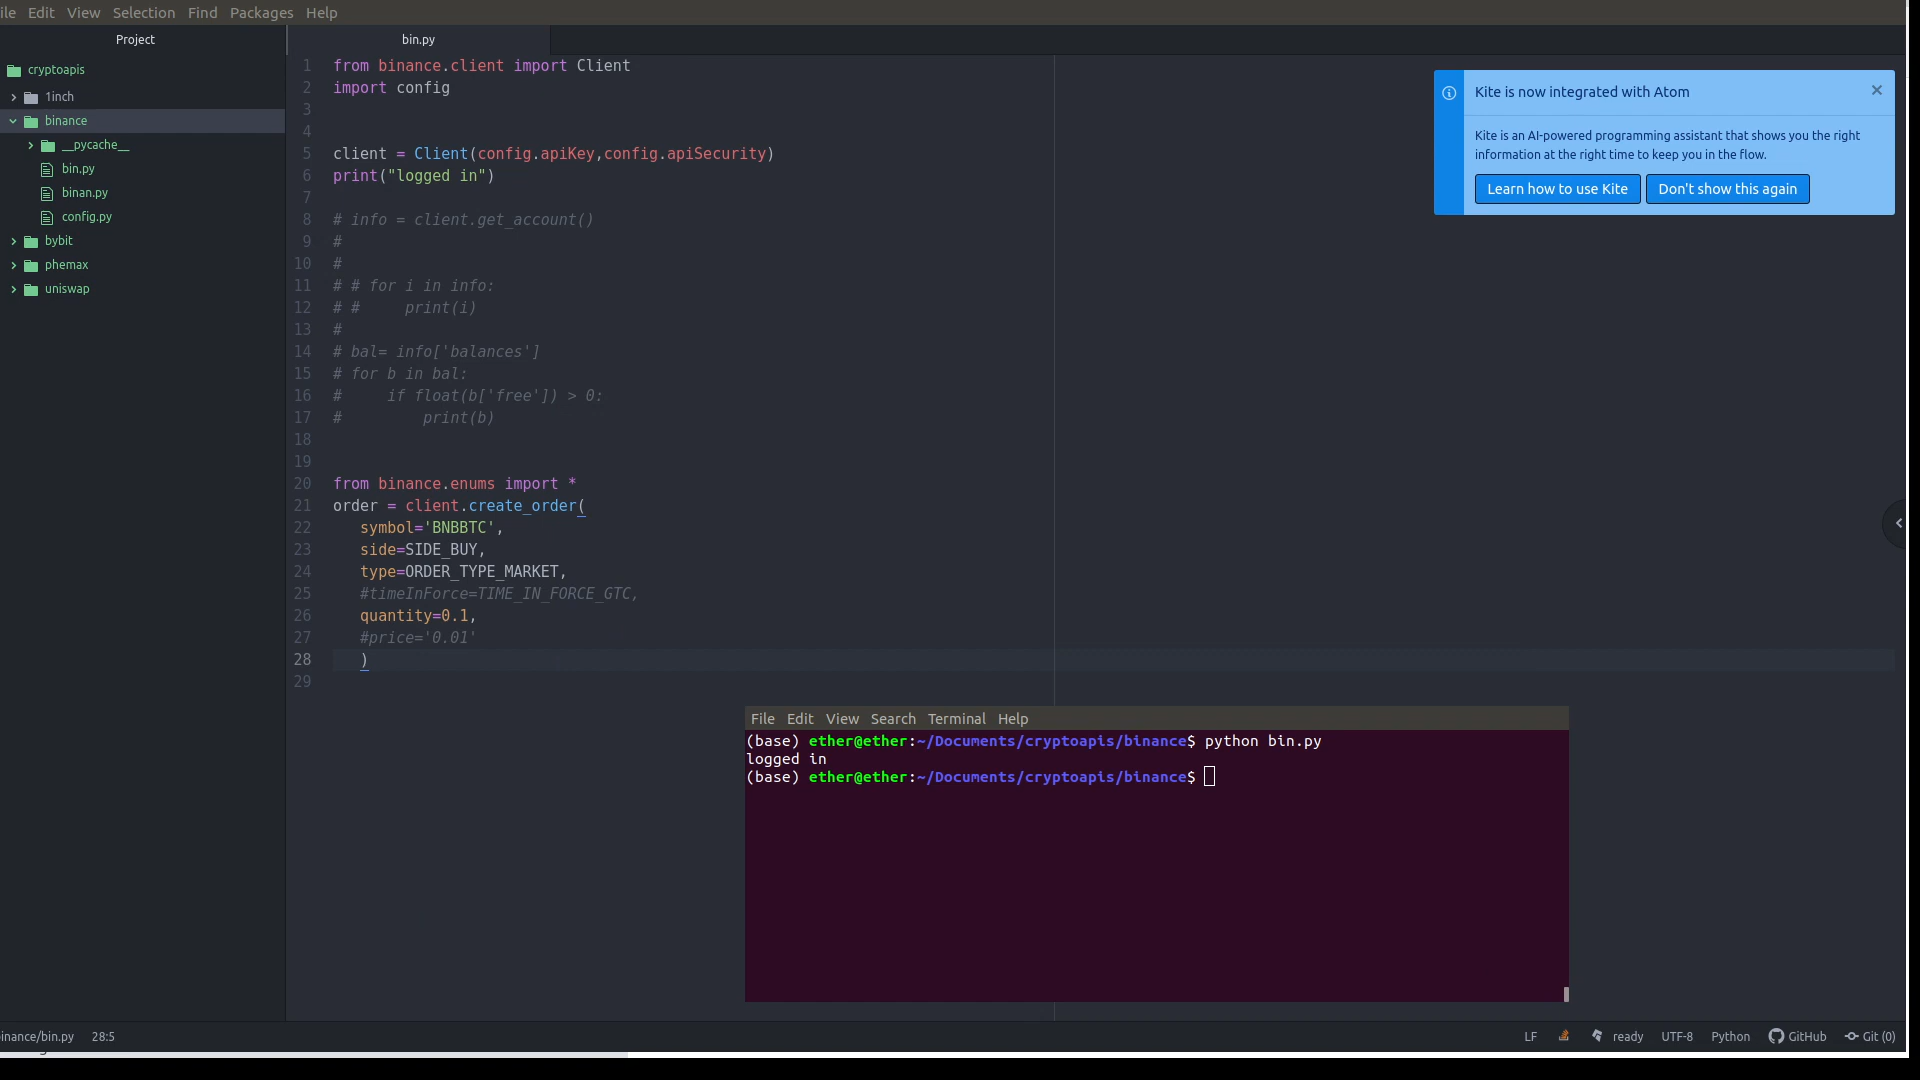 ile Edit View Selection Find Packages Help
Project
cryptoapis
1inch
binance
__pycache__
bin.py
binan.py
config.py
bybit
phemax
uniswap
bin.py
1 from binance.client import Client
2 import config
3
4
5 client = Client(config.apiKey,config.apiSecurity)
6 print("logged in")
7
8 # info = client.get_account()
9 #
10 #
11 # # for i in info:
12 # #     print(i)
13 #
14 # bal= info['balances']
15 # for b in bal:
16 #     if float(b['free']) > 0:
17 #         print(b)
18
19
20 from binance.enums import *
21 order = client.create_order(
22    symbol='BNBBTC',
23    side=SIDE_BUY,
24    type=ORDER_TYPE_MARKET,
25    #timeInForce=TIME_IN_FORCE_GTC,
26    quantity=0.1,
27    #price='0.01'
28    )
29
Kite is now integrated with Atom
Kite is an AI-powered programming assistant that shows you the right
information at the right time to keep you in the flow.
Learn how to use Kite Don't show this again
File Edit View Search Terminal Help
(base) ether@ether:~/Documents/cryptoapis/binance$ python bin.py
logged in
(base) ether@ether:~/Documents/cryptoapis/binance$
inance/bin.py 28:5 LF ready UTF-8 Python GitHub Git (0)